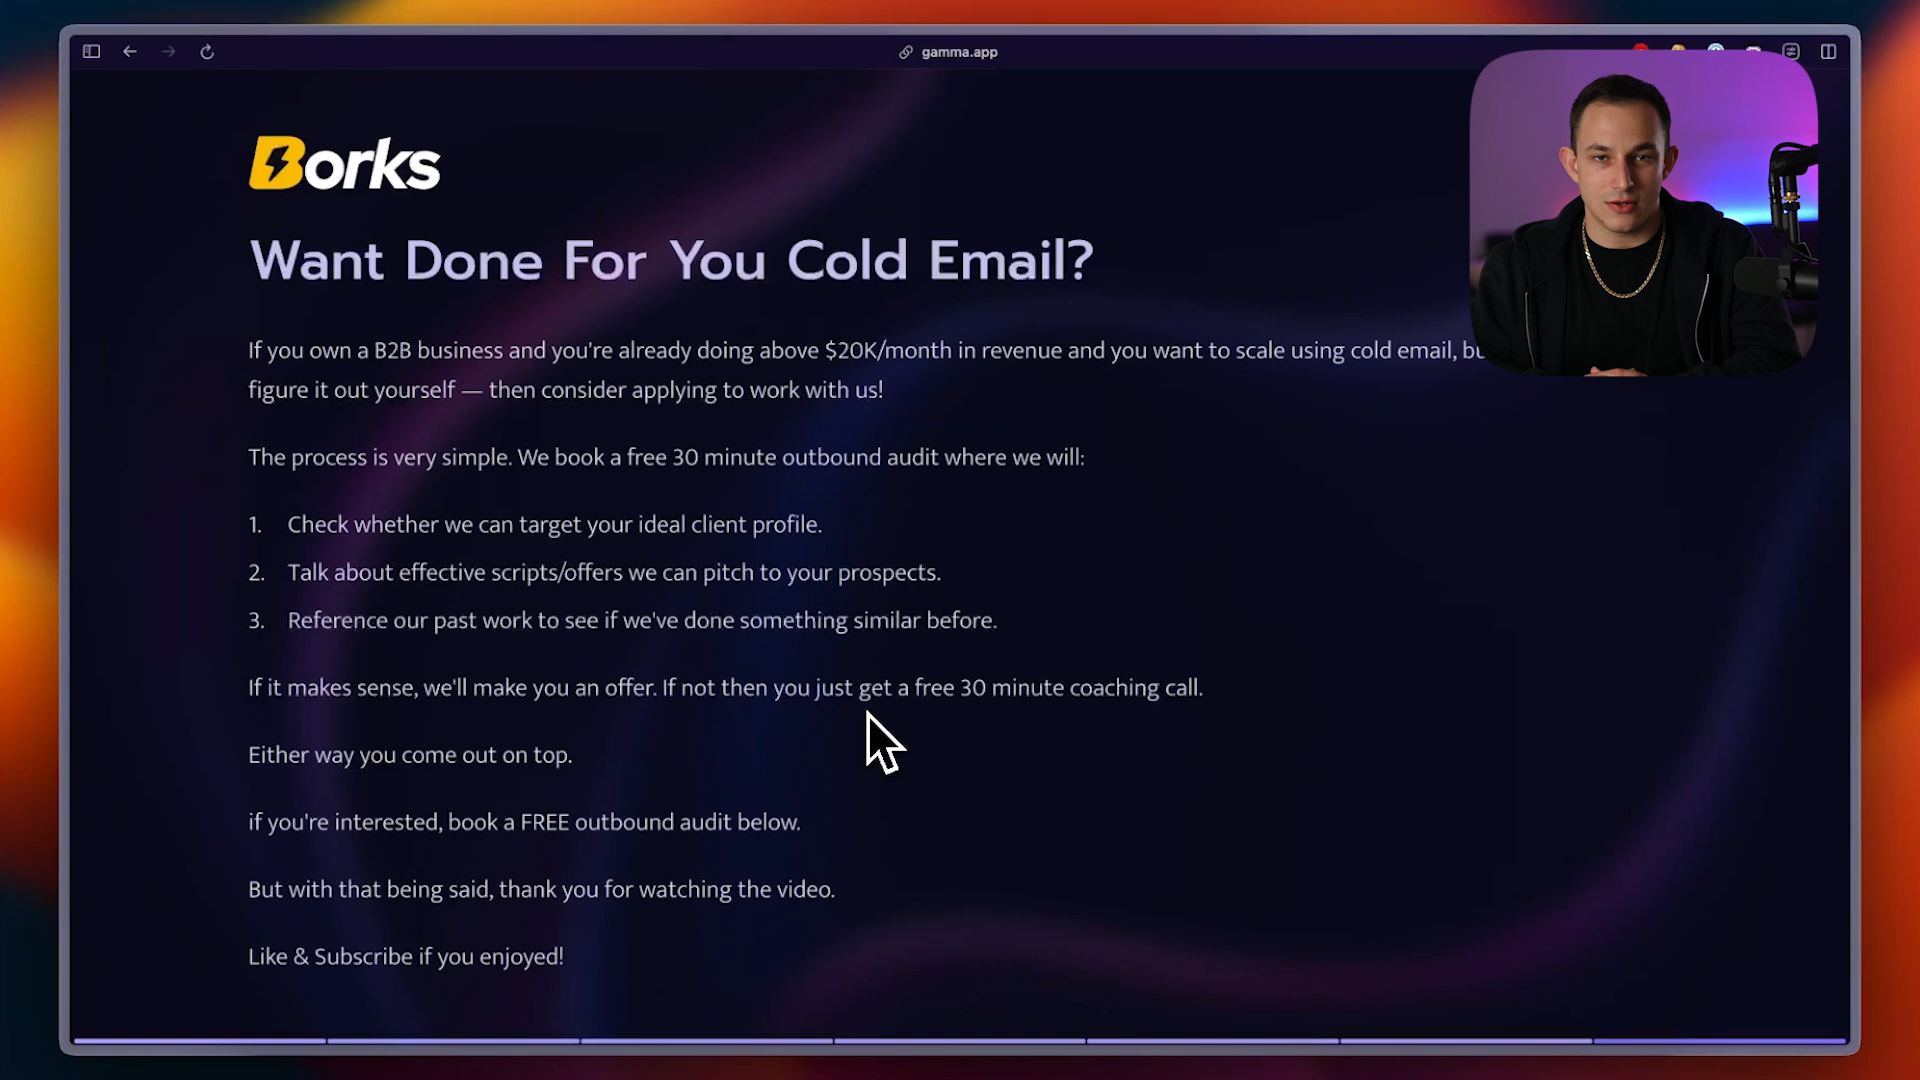 gamma.app
Borks
Want Done For You Cold Email?
If you own a B2B business and you're already doing above $20K/month in revenue and you want to scale using cold email,
figure it out yourself — then consider applying to work with us!
The process is very simple. We book a free 30 minute outbound audit where we will:
1. Check whether we can target your ideal client profile.
2. Talk about effective scripts/offers we can pitch to your prospects.
3. Reference our past work to see if we've done something similar before.
If it makes sense, we'll make you an offer. If not then you just get a free 30 minute coaching call.
Either way you come out on top.
if you're interested, book a FREE outbound audit below.
But with that being said, thank you for watching the video.
Like & Subscribe if you enjoyed!